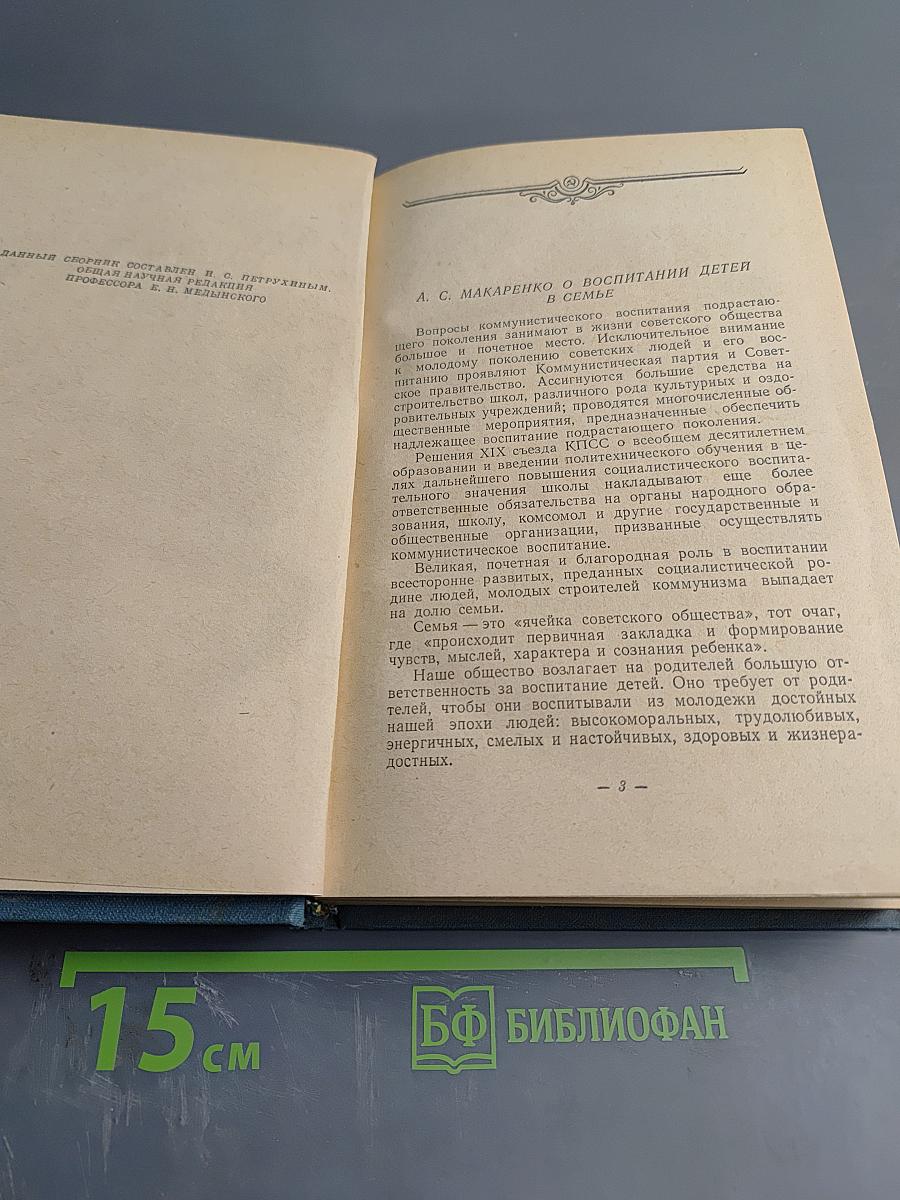 ДАННЫЙ СБОРНИК СОСТАВЛЕН И. С. ПЕТРУХИНЫМ.
ОБЩАЯ НАУЧНАЯ РЕДАКЦИЯ
ПРОФЕССОРА Е. Н. МЕДЫНСКОГО
А. С. МАКАРЕНКО О ВОСПИТАНИИ ДЕТЕЙ
В СЕМЬЕ
Вопросы коммунистического воспитания подрастаю-
щего поколения занимают в жизни советского общества
большое и почетное место. Исключительное внимание
к молодому поколению советских людей и его вос-
питанию проявляют Коммунистическая партия и Совет-
ское правительство. Ассигнуются большие средства на
строительство школ, различного рода культурных и оздо-
ровительных учреждений; проводятся многочисленные об-
щественные мероприятия, предназначенные обеспечить
надлежащее воспитание подрастающего поколения.
Решения XIX съезда КПСС о всеобщем десятилетнем
образовании и введении политехнического обучения в це-
лях дальнейшего повышения социалистического воспита-
тельного значения школы накладывают еще более
ответственные обязательства на органы народного обра-
зования, школу, комсомол и другие государственные и
общественные организации, призванные осуществлять
коммунистическое воспитание.
Великая, почетная и благородная роль в воспитании
всесторонне развитых, преданных социалистической ро-
дине людей, молодых строителей коммунизма выпадает
на долю семьи.
Семья — это «ячейка советского общества», тот очаг,
где «происходит первичная закладка и формирование
чувств, мыслей, характера и сознания ребенка».
Наше общество возлагает на родителей большую от-
ветственность за воспитание детей. Оно требует от роди-
телей, чтобы они воспитывали из молодежи достойных
нашей эпохи людей: высокоморальных, трудолюбивых,
энергичных, смелых и настойчивых, здоровых и жизнера-
достных.
— 3 —
15 см
БФ БИБЛИОФАН